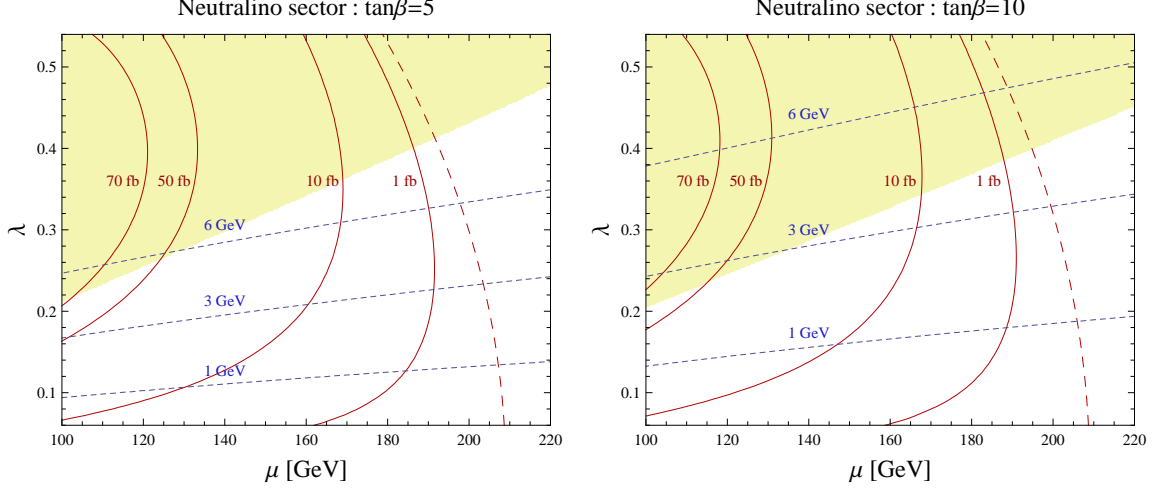 Neutralino sector : tanβ=5
0.5
0.4
0.3
0.2
0.1
λ
70 fb
50 fb
10 fb
1 fb
6 GeV
3 GeV
1 GeV
100
120
140
160
180
200
220
μ [GeV]
Neutralino sector : tanβ=10
0.5
0.4
0.3
0.2
0.1
λ
6 GeV
70 fb
50 fb
10 fb
1 fb
3 GeV
1 GeV
100
120
140
160
180
200
220
μ [GeV]